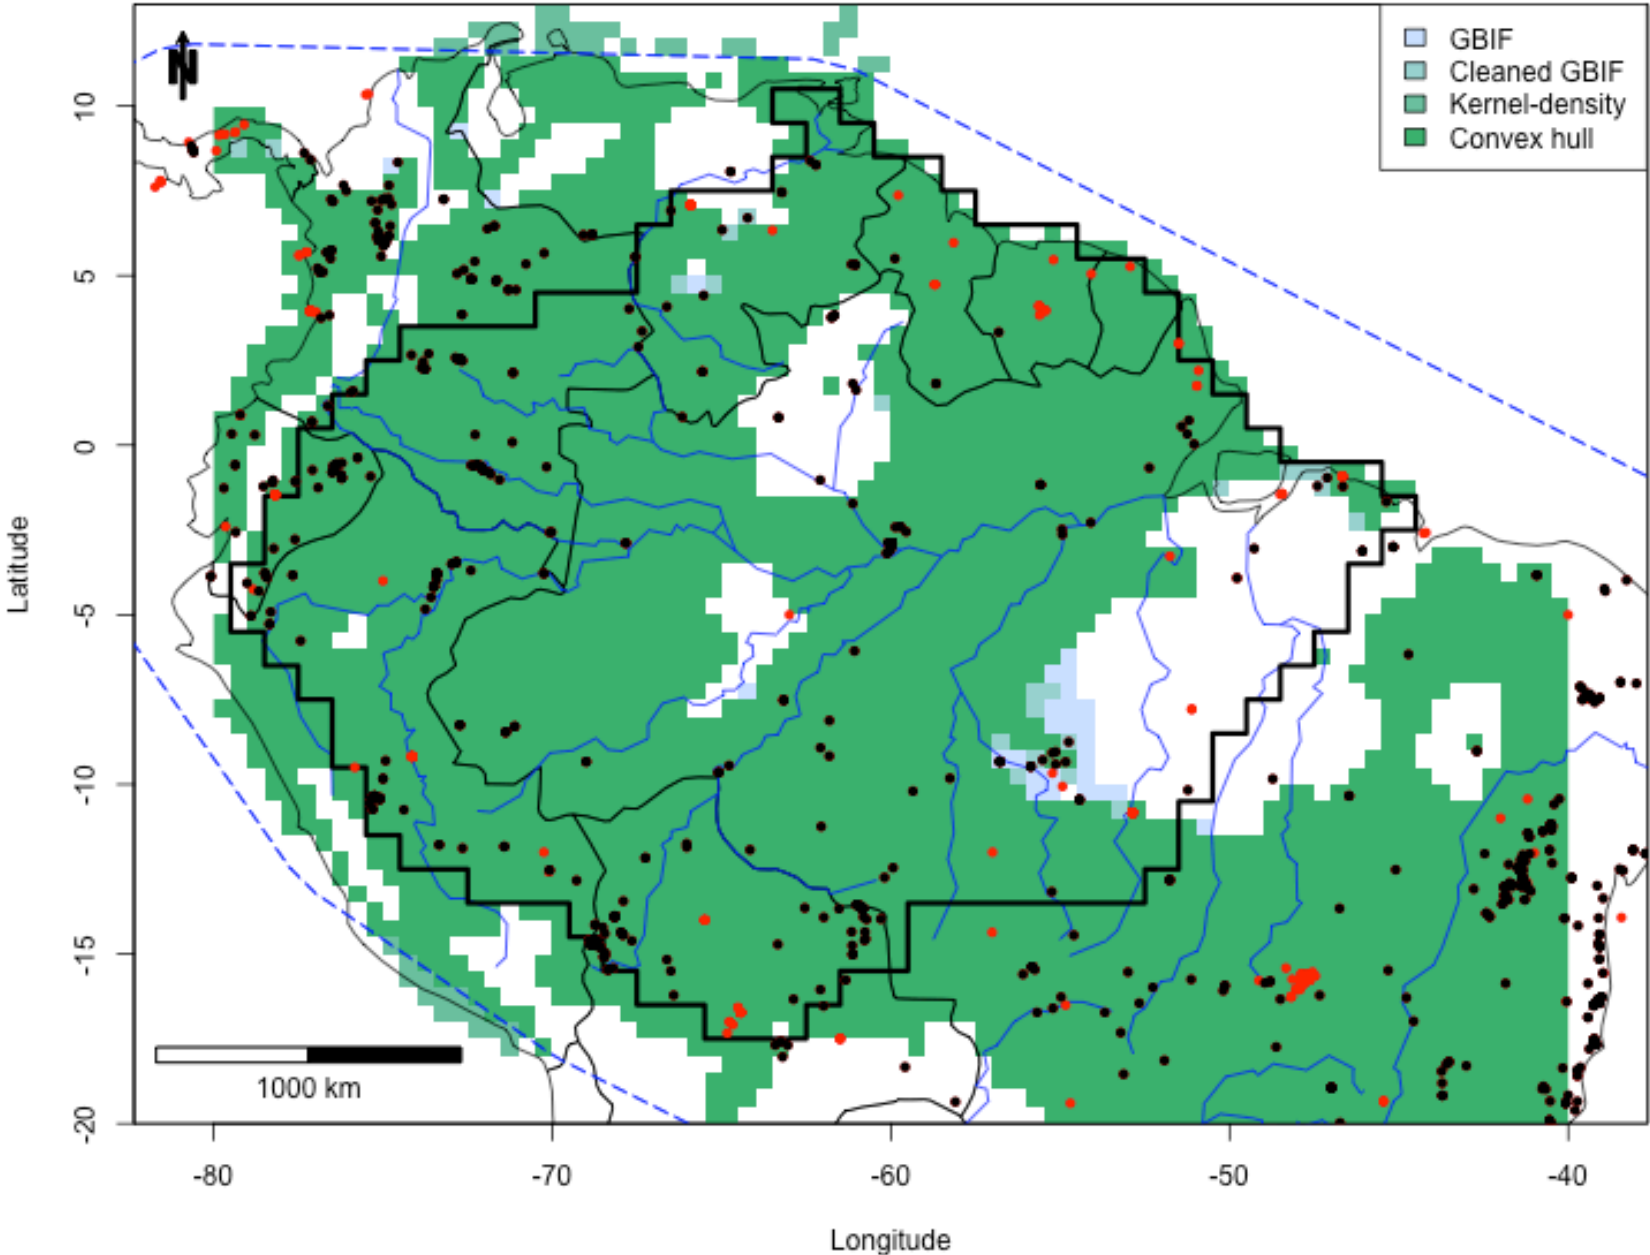 N
GBIF
Cleaned GBIF
Kernel-density
Convex hull
10
5
0
-5
-10
-15
-20
Latitude
1000 km
-80 -70 -60 -50 -40
Longitude